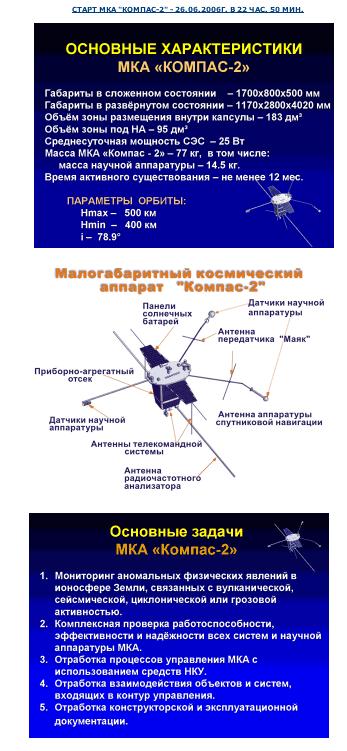 СТАРТ МКА "КОМПАС-2" - 26.06.2006Г. В 22 ЧАС. 50 МИН.
ОСНОВНЫЕ ХАРАКТЕРИСТИКИ
МКА «КОМПАС-2»
Габариты в сложенном состоянии – 1700х800х500 мм
Габариты в развёрнутом состоянии – 1170х2800х4020 мм
Объём зоны размещения внутри капсулы – 183 дм³
Объём зоны под НА – 95 дм³
Среднесуточная мощность СЭС – 25 Вт
Масса МКА «Компас - 2» – 77 кг, в том числе:
масса научной аппаратуры – 14.5 кг.
Время активного существования – не менее 12 мес.
ПАРАМЕТРЫ ОРБИТЫ:
Hmax – 500 км
Hmin – 400 км
i – 78.9°
Малогабаритный космический
аппарат "Компас-2"
Панели
солнечных
батарей
Датчики научной
аппаратуры
Антенна
передатчика "Маяк"
Приборно-агрегатный
отсек
Датчики научной
аппаратуры
Антенна аппаратуры
спутниковой навигации
Антенны телекомандной
системы
Антенна
радиочастотного
анализатора
Основные задачи
МКА «Компас-2»
1. Мониторинг аномальных физических явлений в
ионосфере Земли, связанных с вулканической,
сейсмической, циклонической или грозовой
активностью.
2. Комплексная проверка работоспособности,
эффективности и надёжности всех систем и научной
аппаратуры МКА.
3. Отработка процессов управления МКА с
использованием средств НКУ.
4. Отработка взаимодействия объектов и систем,
входящих в контур управления.
5. Отработка конструкторской и эксплуатационной
документации.